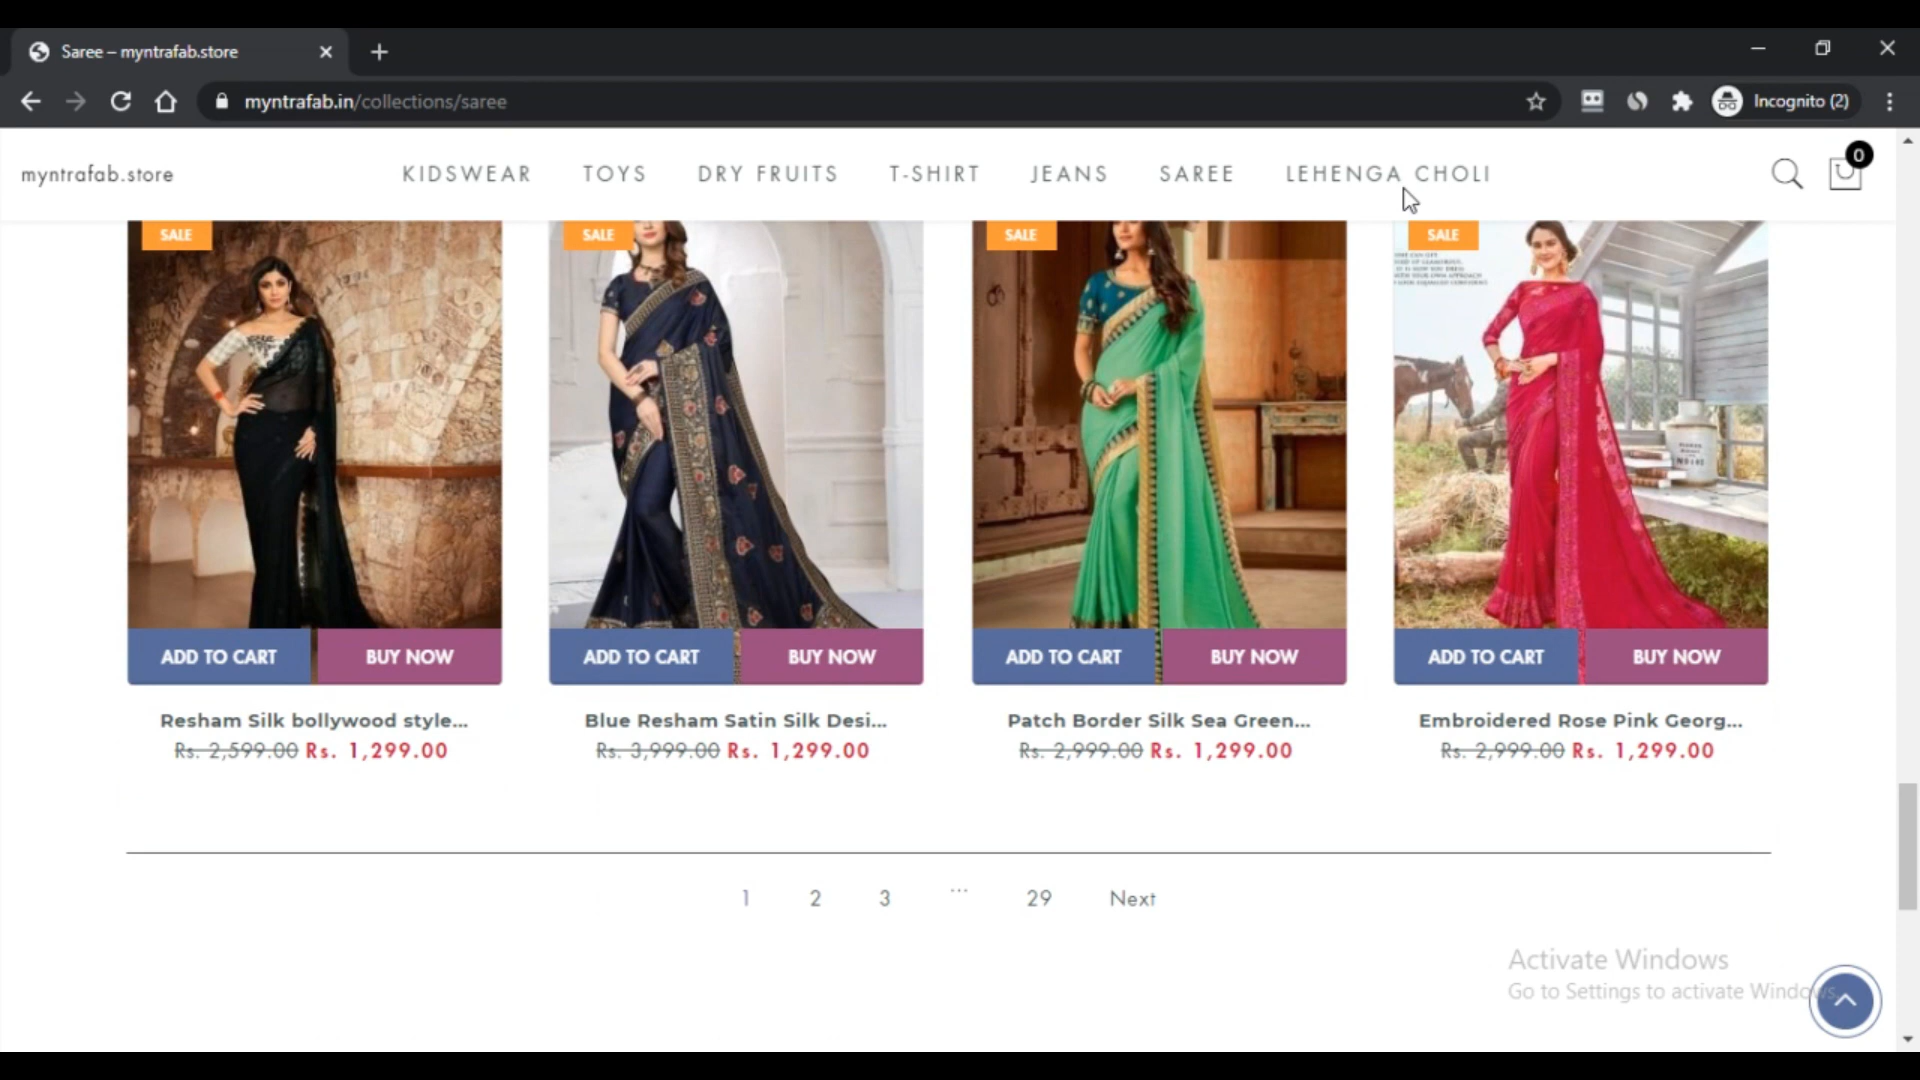 Saree – myntrafab.store
myntrafab.in/collections/saree
Incognito (2)
myntrafab.store
KIDSWEAR TOYS DRY FRUITS T-SHIRT JEANS SAREE LEHENGA CHOLI
0
SALE SALE SALE SALE
ADD TO CART BUY NOW ADD TO CART BUY NOW ADD TO CART BUY NOW ADD TO CART BUY NOW
Resham Silk bollywood style... Blue Resham Satin Silk Desi... Patch Border Silk Sea Green... Embroidered Rose Pink Georg...
Rs. 2,599.00 Rs. 1,299.00 Rs. 3,999.00 Rs. 1,299.00 Rs. 2,999.00 Rs. 1,299.00 Rs. 2,999.00 Rs. 1,299.00
1 2 3 ... 29 Next
Activate Windows
Go to Settings to activate Windows.